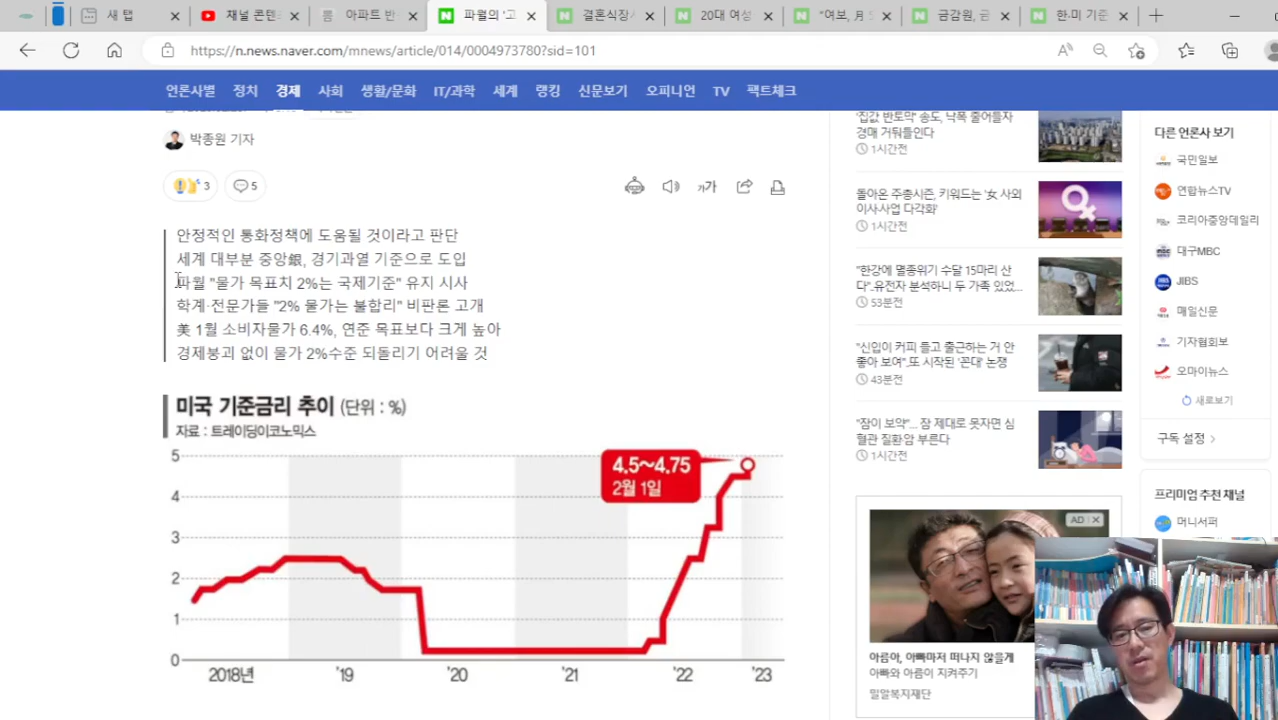 새 탭
채널 콘텐
아파트 반
파월의 '고
결혼식장
20대 여성
"여보, 月
금감원, 금
한·미 기준
https://n.news.naver.com/mnews/article/014/0004973780?sid=101
언론사별 정치 경제 사회 생활/문화 IT/과학 세계 랭킹 신문보기 오피니언 TV 팩트체크
박종원 기자
3 5
가가
안정적인 통화정책에 도움될 것이라고 판단
세계 대부분 중앙銀, 경기과열 기준으로 도입
파월 "물가 목표치 2%는 국제기준" 유지 시사
학계·전문가들 "2% 물가는 불합리" 비판론 고개
美 1월 소비자물가 6.4%, 연준 목표보다 크게 높아
경제붕괴 없이 물가 2%수준 되돌리기 어려울 것
미국 기준금리 추이 (단위 : %)
자료 : 트레이딩이코노믹스
5
4
3
2
1
0
4.5~4.75
2월 1일
2018년 '19 '20 '21 '22 '23
'집값 반토막' 송도, 낙폭 줄어들자
경매 거둬들인다
1시간전
돌아온 주총시즌, 키워드는 '女 사외
이사·사업 다각화'
1시간전
"한강에 멸종위기 수달 15마리 산
다"..유전자 분석하니 두 가족 있었...
53분전
"신입이 커피 들고 출근하는 거 안
좋아 보여"..또 시작된 '꼰대' 논쟁
43분전
"잠이 보약"... 잠 제대로 못자면 심
혈관 질환·암 부른다
1시간전
AD
아름아, 아빠마저 떠나지 않을게
아빠와 아름이 지켜주기
밀알복지재단
다른 언론사 보기
국민일보
연합뉴스TV
코리아중앙데일리
대구MBC
JIBS
매일신문
기자협회보
오마이뉴스
새로보기
구독 설정
프리미엄 추천 채널
머니서퍼